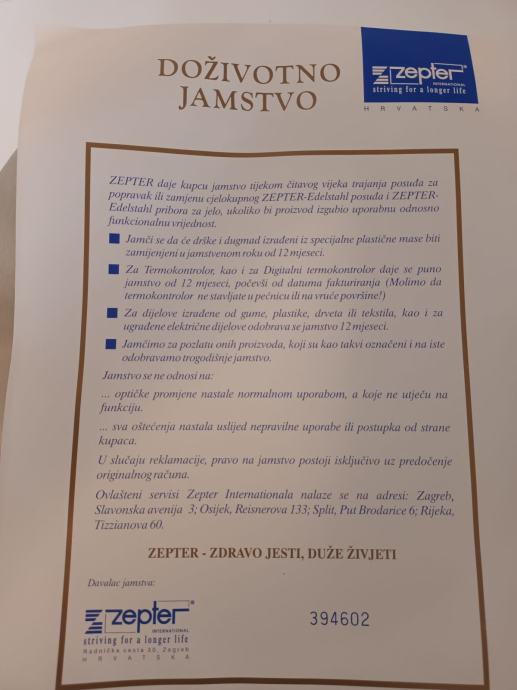 DOŽIVOTNO
JAMSTVO
zepter
INTERNATIONAL
striving for a longer life
HRVATSKA
ZEPTER daje kupcu jamstvo tijekom čitavog vijeka trajanja posuđa za
popravak ili zamjenu cjelokupnog ZEPTER-Edelstahl posuđa i ZEPTER-
Edelstahl pribora za jelo, ukoliko bi proizvod izgubio uporabnu odnosno
funkcionalnu vrijednost.
Jamči se da će drške i dugmad izrađeni iz specijalne plastične mase biti
zamijenjeni u jamstvenom roku od 12 mjeseci.
Za Termokontrolor, kao i za Digitalni termokontrolor daje se puno
jamstvo od 12 mjeseci, počevši od datuma fakturiranja (Molimo da
termokontrolor ne stavljate u pećnicu ili na vruće površine!)
Za dijelove izrađene od gume, plastike, drveta ili tekstila, kao i za
ugrađene električne dijelove odobrava se jamstvo 12 mjeseci.
Jamčimo za pozlatu onih proizvoda, koji su kao takvi označeni i na iste
odobravamo trogodišnje jamstvo.
Jamstvo se ne odnosi na:
... optičke promjene nastale normalnom uporabom, a koje ne utječu na
funkciju.
... sva oštećenja nastala uslijed nepravilne uporabe ili postupka od strane
kupaca.
U slučaju reklamacije, pravo na jamstvo postoji isključivo uz predočenje
originalnog računa.
Ovlašteni servisi Zepter Internationala nalaze se na adresi: Zagreb,
Slavonska avenija 3; Osijek, Reisnerova 133; Split, Put Brodarice 6; Rijeka,
Tizzianova 60.
ZEPTER - ZDRAVO JESTI, DUŽE ŽIVJETI
Davalac jamstva:
zepter
INTERNATIONAL
striving for a longer life
Radnička cesta 30, Zagreb
HRVATSKA
394602